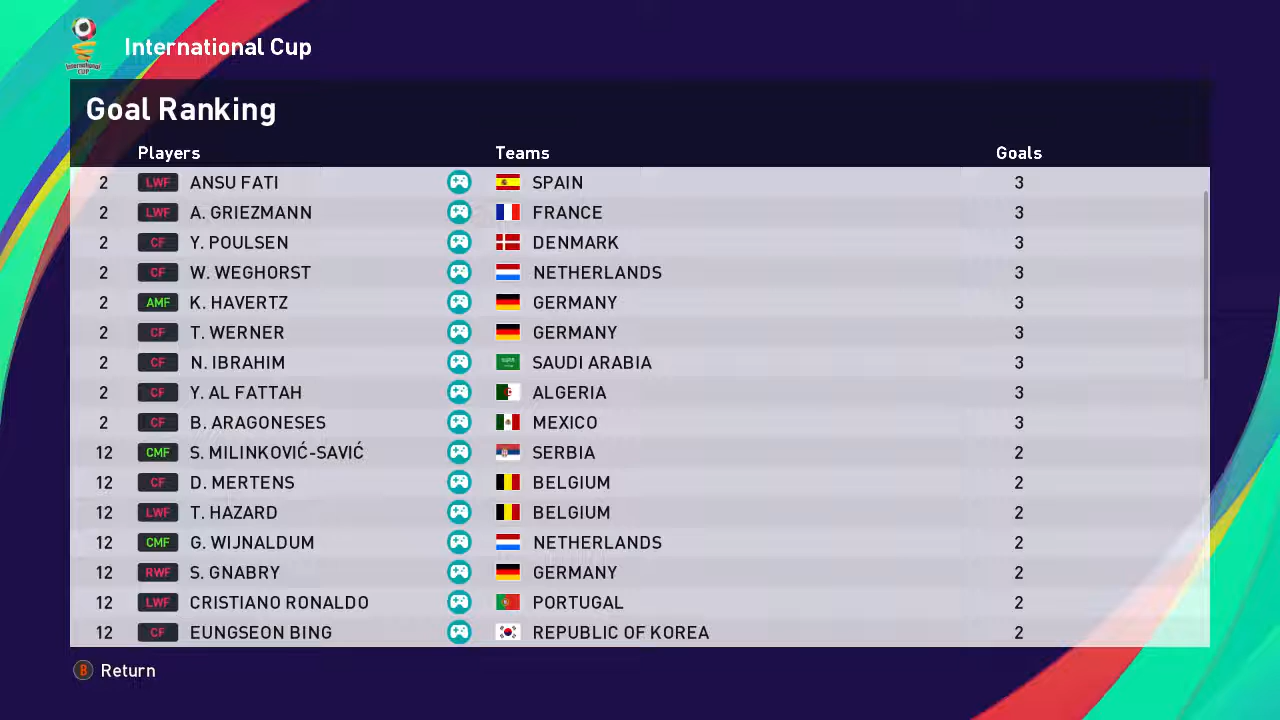 International Cup
International
CUP
Goal Ranking
Players Teams Goals
2 LWF ANSU FATI SPAIN 3
2 LWF A. GRIEZMANN FRANCE 3
2 CF Y. POULSEN DENMARK 3
2 CF W. WEGHORST NETHERLANDS 3
2 AMF K. HAVERTZ GERMANY 3
2 CF T. WERNER GERMANY 3
2 CF N. IBRAHIM SAUDI ARABIA 3
2 CF Y. AL FATTAH ALGERIA 3
2 CF B. ARAGONESES MEXICO 3
12 CMF S. MILINKOVIĆ-SAVIĆ SERBIA 2
12 CF D. MERTENS BELGIUM 2
12 LWF T. HAZARD BELGIUM 2
12 CMF G. WIJNALDUM NETHERLANDS 2
12 RWF S. GNABRY GERMANY 2
12 LWF CRISTIANO RONALDO PORTUGAL 2
12 CF EUNGSEON BING REPUBLIC OF KOREA 2
B Return